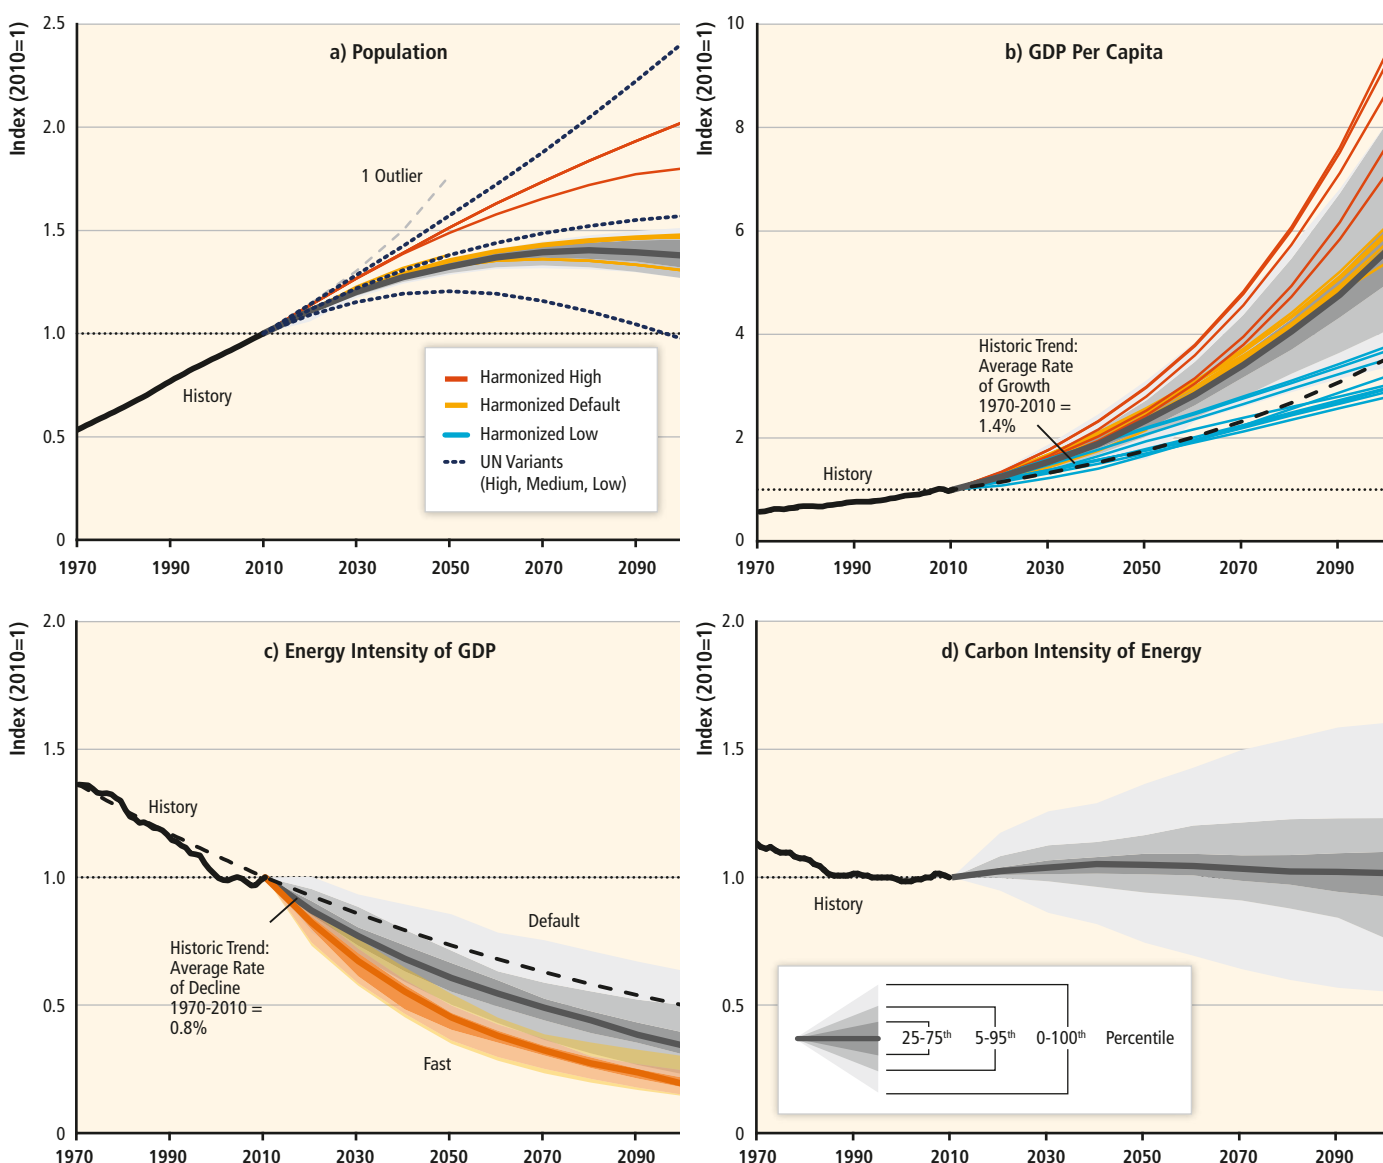 a) Population
Index (2010=1)
2.5
2.0
1.5
1.0
0.5
0
1 Outlier
History
Harmonized High
Harmonized Default
Harmonized Low
UN Variants
(High, Medium, Low)
1970 1990 2010 2030 2050 2070 2090
b) GDP Per Capita
Index (2010=1)
10
8
6
4
2
0
Historic Trend:
Average Rate
of Growth
1970-2010 =
1.4%
History
1970 1990 2010 2030 2050 2070 2090
c) Energy Intensity of GDP
Index (2010=1)
2.0
1.5
1.0
0.5
0
History
Default
Historic Trend:
Average Rate
of Decline
1970-2010 =
0.8%
Fast
1970 1990 2010 2030 2050 2070 2090
d) Carbon Intensity of Energy
Index (2010=1)
2.0
1.5
1.0
0.5
0
History
25-75th 5-95th 0-100th Percentile
1970 1990 2010 2030 2050 2070 2090